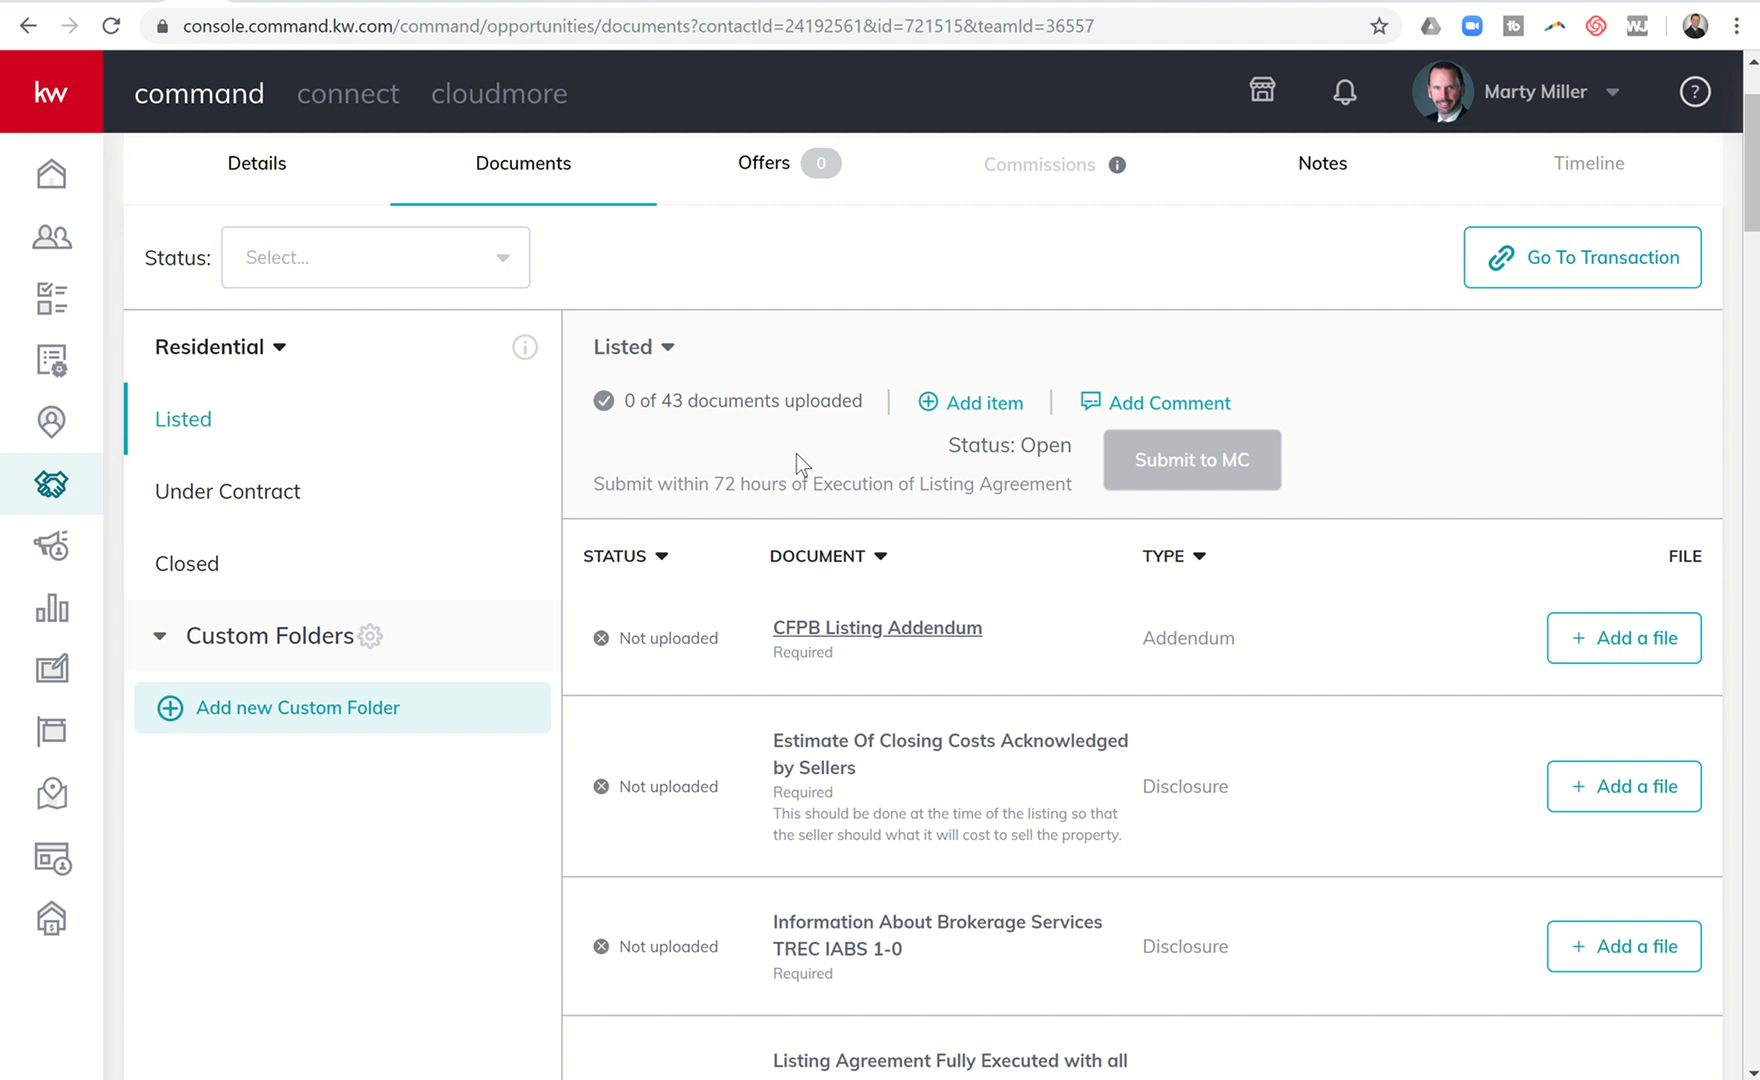 console.command.kw.com/command/opportunities/documents?contactId=24192561&id=721515&teamId=36557
kw
command connect cloudmore
Marty Miller
?
Details Documents Offers 0 Commissions i Notes Timeline
Status: Select...
Go To Transaction
Residential
Listed
Under Contract
Closed
Custom Folders
Add new Custom Folder
Listed
0 of 43 documents uploaded
Add item
Add Comment
Status: Open
Submit within 72 hours of Execution of Listing Agreement
Submit to MC
STATUS DOCUMENT TYPE FILE
Not uploaded
CFPB Listing Addendum
Required
Addendum
+ Add a file
Not uploaded
Estimate Of Closing Costs Acknowledged
by Sellers
Required
This should be done at the time of the listing so that
the seller should what it will cost to sell the property.
Disclosure
+ Add a file
Not uploaded
Information About Brokerage Services
TREC IABS 1-0
Required
Disclosure
+ Add a file
Listing Agreement Fully Executed with all